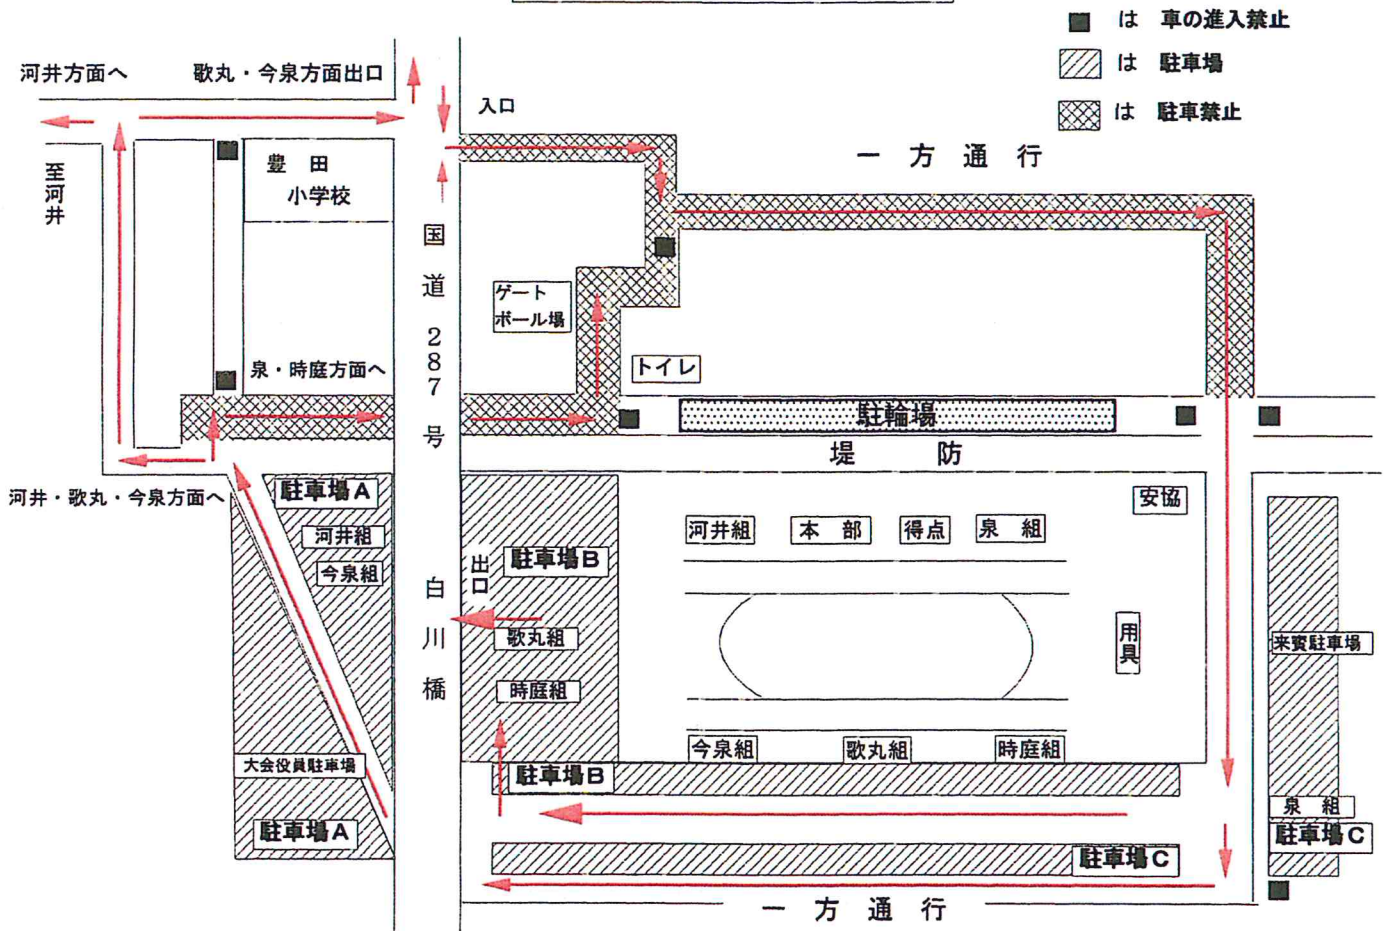 は 車の進入禁止
は 駐車場
は 駐車禁止
河井方面へ
歌丸・今泉方面出口
入口
一方通行
至河井
豊田
小学校
国道287号
ゲート
ボール場
トイレ
泉・時庭方面へ
駐輪場
堤防
河井・歌丸・今泉方面へ
駐車場A
河井組
今泉組
白川橋
出口
駐車場B
歌丸組
時庭組
河井組
本部
得点
泉組
安協
用具
来賓駐車場
今泉組
歌丸組
時庭組
大会役員駐車場
駐車場A
駐車場B
泉組
駐車場C
駐車場C
一方通行